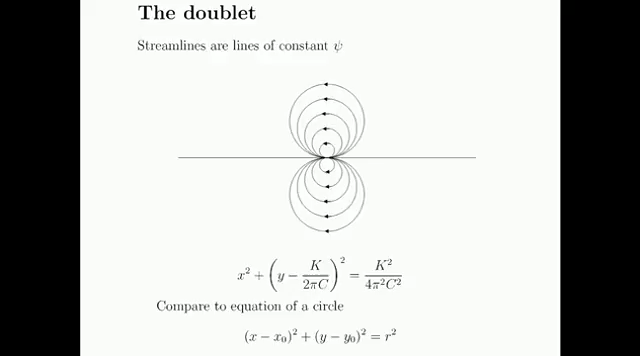 The doublet
Streamlines are lines of constant ψ
x² + (y − K/2πC)² = K²/4π²C²
Compare to equation of a circle
(x − x₀)² + (y − y₀)² = r²